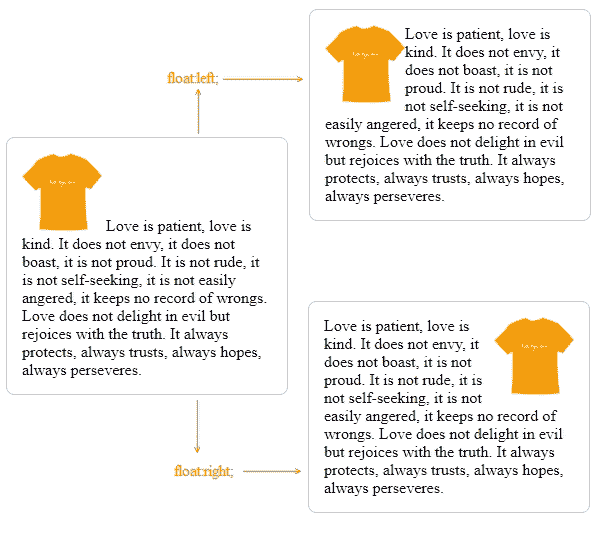 Love is patient, love is
kind. It does not envy, it does not
boast, it is not proud. It is not rude, it
is not self-seeking, it is not easily
angered, it keeps no record of wrongs.
Love does not delight in evil but
rejoices with the truth. It always
protects, always trusts, always hopes,
always perseveres.
float:left;
Love is patient, love is
kind. It does not envy, it
does not boast, it is not
proud. It is not rude, it is
not self-seeking, it is not
easily angered, it keeps no record of
wrongs. Love does not delight in evil
but rejoices with the truth. It always
protects, always trusts, always hopes,
always perseveres.
float:right;
Love is patient, love is
kind. It does not envy, it
does not boast, it is not
proud. It is not rude, it is
not self-seeking, it is not
easily angered, it keeps no record of
wrongs. Love does not delight in evil
but rejoices with the truth. It always
protects, always trusts, always hopes,
always perseveres.